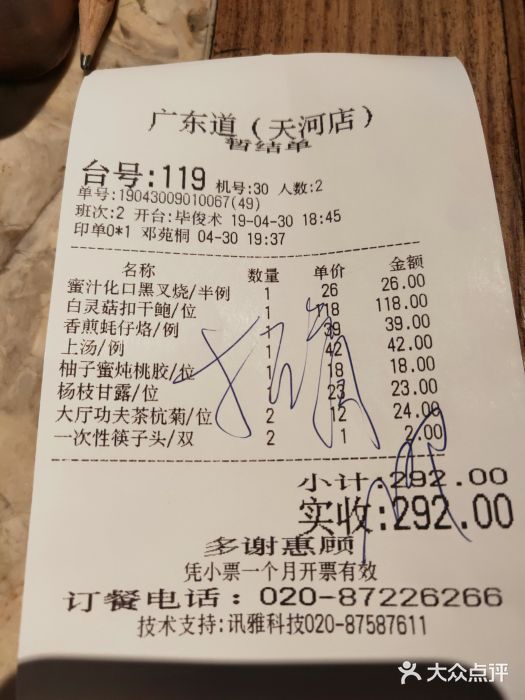 广东道（天河店）
暂结单
台号:119 机号:30 人数:2
单号:19043009010067(49)
班次:2 开台:毕俊术 19-04-30 18:45
印单0*1 邓苑桐 04-30 19:37
名称 数量 单价 金额
蜜汁化口黑叉烧/半例 1 26 26.00
白灵菇扣干鲍/位 1 118 118.00
香煎蚝仔烙/例 1 39 39.00
上汤/例 1 42 42.00
柚子蜜炖桃胶/位 1 18 18.00
杨枝甘露/位 1 23 23.00
大厅功夫茶杭菊/位 2 12 24.00
一次性筷子头/双 2 1 2.00
小计:292.00
实收:292.00
多谢惠顾
凭小票一个月开票有效
订餐电话：020-87226266
技术支持:讯雅科技020-87587611
大众点评